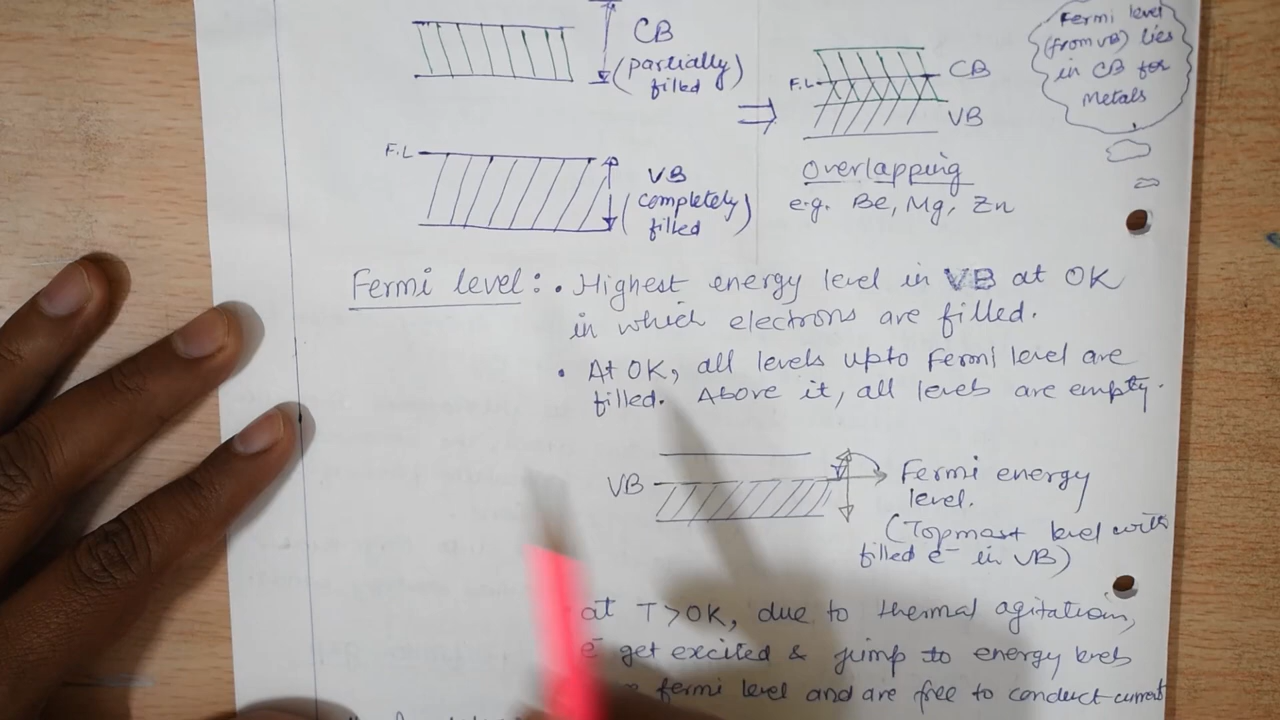 CB
(partially)
filled
F.L
VB
(completely)
filled
⇒
F.L
CB
VB
Overlapping
e.g. Be, Mg, Zn
Fermi level
(from VB) lies
in CB for
Metals
Fermi level : • Highest energy level in VB at 0K
in which electrons are filled.
• At 0K, all levels upto Fermi level are
filled. Above it, all levels are empty.
VB
Fermi energy
level.
(Topmost level with
filled e⁻ in VB)
at T>0K, due to thermal agitation,
e⁻ get excited & jump to energy levels
fermi level and are free to conduct current